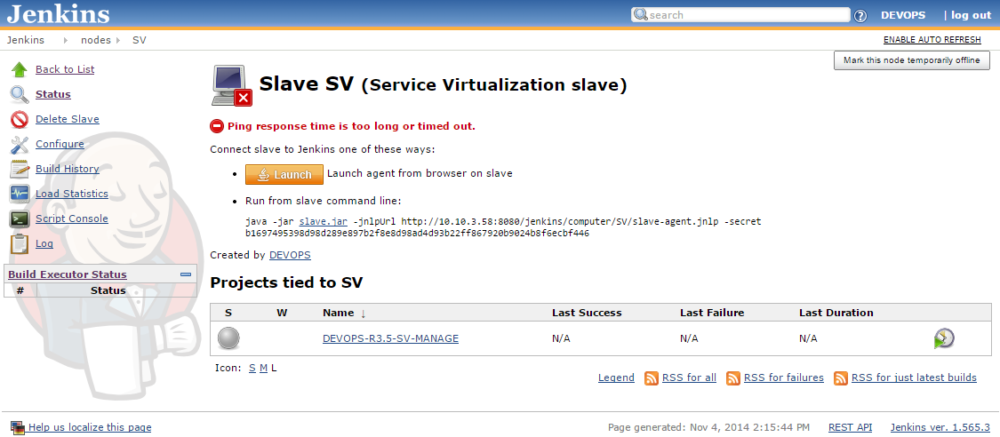 Jenkins
search
DEVOPS
| log out
Jenkins
nodes
SV
ENABLE AUTO REFRESH
Mark this node temporarily offline
Back to List
Status
Delete Slave
Configure
Build History
Load Statistics
Script Console
Log
Build Executor Status
# Status
Slave SV (Service Virtualization slave)
Ping response time is too long or timed out.
Connect slave to Jenkins one of these ways:
Launch Launch agent from browser on slave
Run from slave command line:
java -jar slave.jar -jnlpUrl http://10.10.3.58:8080/jenkins/computer/SV/slave-agent.jnlp -secret
b1697495398d98d289e897b2f8e8d98ad4d93b22ff867920b9024b8f6ecbf446
Created by DEVOPS
Projects tied to SV
S W Name ↓ Last Success Last Failure Last Duration
DEVOPS-R3.5-SV-MANAGE N/A N/A N/A
Icon: S M L
Legend RSS for all RSS for failures RSS for just latest builds
Help us localize this page
Page generated: Nov 4, 2014 2:15:44 PM REST API Jenkins ver. 1.565.3